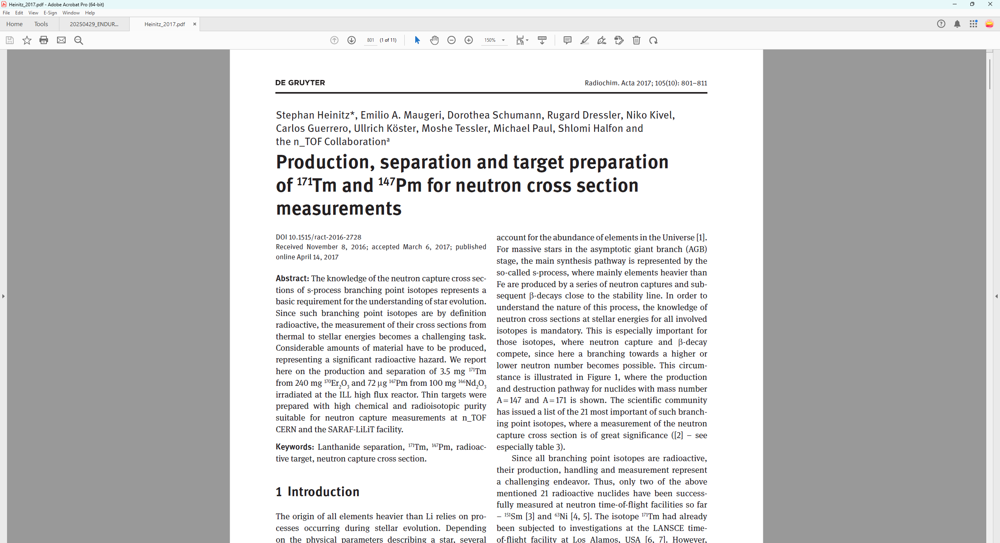 Heinitz_2017.pdf - Adobe Acrobat Pro (64-bit)
File Edit View E-Sign Window Help
Home Tools 20250429_ENDUR... Heinitz_2017.pdf ×
801 (1 of 11) 150%
DE GRUYTER Radiochim. Acta 2017; 105(10): 801–811
Stephan Heinitz*, Emilio A. Maugeri, Dorothea Schumann, Rugard Dressler, Niko Kivel,
Carlos Guerrero, Ullrich Köster, Moshe Tessler, Michael Paul, Shlomi Halfon and
the n_TOF Collaborationᵃ
Production, separation and target preparation
of ¹⁷¹Tm and ¹⁴⁷Pm for neutron cross section
measurements
DOI 10.1515/ract-2016-2728
Received November 8, 2016; accepted March 6, 2017; published
online April 14, 2017
Abstract: The knowledge of the neutron capture cross sec-
tions of s-process branching point isotopes represents a
basic requirement for the understanding of star evolution.
Since such branching point isotopes are by definition
radioactive, the measurement of their cross sections from
thermal to stellar energies becomes a challenging task.
Considerable amounts of material have to be produced,
representing a significant radioactive hazard. We report
here on the production and separation of 3.5 mg ¹⁷¹Tm
from 240 mg ¹⁷⁰Er₂O₃ and 72 μg ¹⁴⁷Pm from 100 mg ¹⁴⁶Nd₂O₃
irradiated at the ILL high flux reactor. Thin targets were
prepared with high chemical and radioisotopic purity
suitable for neutron capture measurements at n_TOF
CERN and the SARAF-LiLiT facility.
Keywords: Lanthanide separation, ¹⁷¹Tm, ¹⁴⁷Pm, radioac-
tive target, neutron capture cross section.
1 Introduction
The origin of all elements heavier than Li relies on pro-
cesses occurring during stellar evolution. Depending
on the physical parameters describing a star, several
account for the abundance of elements in the Universe [1].
For massive stars in the asymptotic giant branch (AGB)
stage, the main synthesis pathway is represented by the
so-called s-process, where mainly elements heavier than
Fe are produced by a series of neutron captures and sub-
sequent β-decays close to the stability line. In order to
understand the nature of this process, the knowledge of
neutron cross sections at stellar energies for all involved
isotopes is mandatory. This is especially important for
those isotopes, where neutron capture and β-decay
compete, since here a branching towards a higher or
lower neutron number becomes possible. This circum-
stance is illustrated in Figure 1, where the production
and destruction pathway for nuclides with mass number
A=147 and A=171 is shown. The scientific community
has issued a list of the 21 most important of such branch-
ing point isotopes, where a measurement of the neutron
capture cross section is of great significance ([2] – see
especially table 3).
Since all branching point isotopes are radioactive,
their production, handling and measurement represent
a challenging endeavor. Thus, only two of the above
mentioned 21 radioactive nuclides have been success-
fully measured at neutron time-of-flight facilities so far
– ¹⁵¹Sm [3] and ⁶³Ni [4, 5]. The isotope ¹⁷¹Tm had already
been subjected to investigations at the LANSCE time-
of-flight facility at Los Alamos, USA [6, 7]. However,